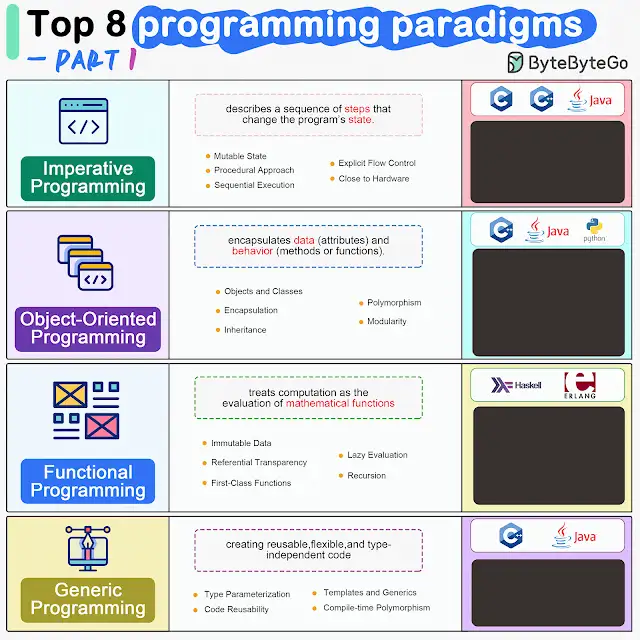 Top 8 programming paradigms
– PART 1
ByteByteGo
</>
Imperative
Programming
describes a sequence of steps that
change the program's state.
Mutable State
Procedural Approach
Sequential Execution
Explicit Flow Control
Close to Hardware
C
C
Java
</>
Object-Oriented
Programming
encapsulates data (attributes) and
behavior (methods or functions).
Objects and Classes
Encapsulation
Inheritance
Polymorphism
Modularity
Java
python
Functional
Programming
treats computation as the
evaluation of mathematical functions
Immutable Data
Referential Transparency
First-Class Functions
Lazy Evaluation
Recursion
Haskell
ERLANG
Generic
Programming
creating reusable,flexible,and type-
independent code
Type Parameterization
Code Reusability
Templates and Generics
Compile-time Polymorphism
Java